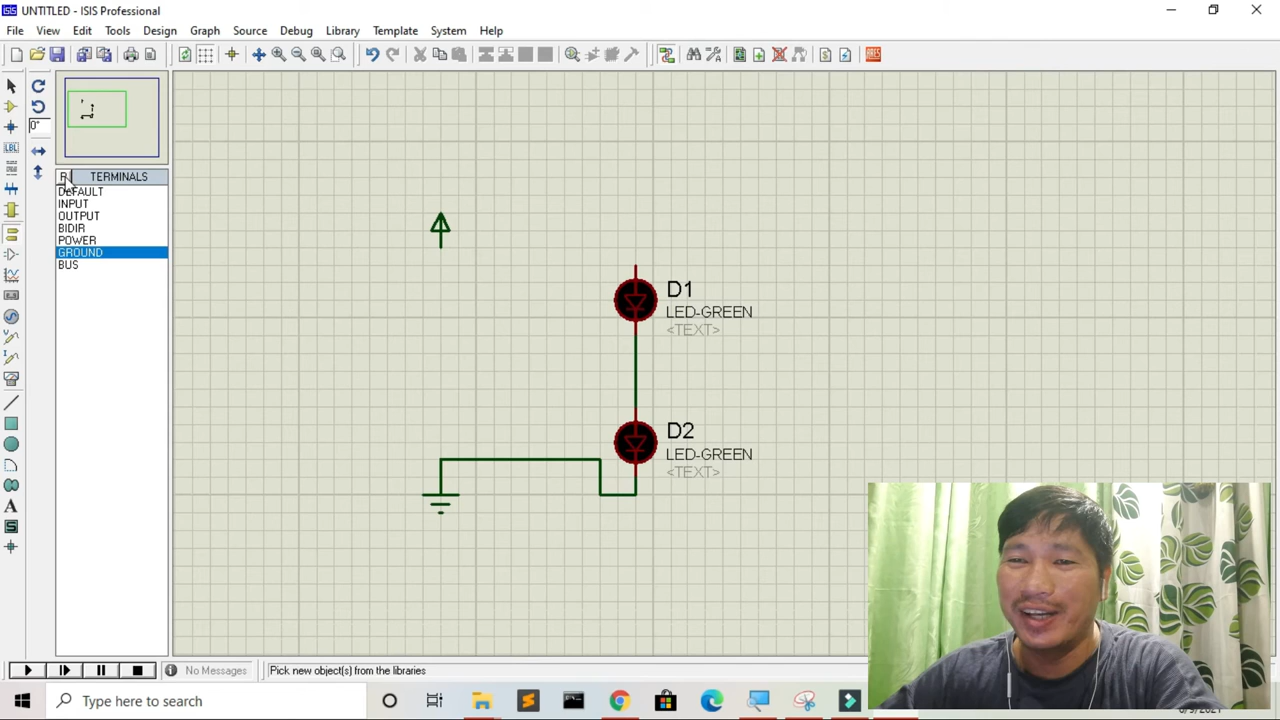 UNTITLED - ISIS Professional
File View Edit Tools Design Graph Source Debug Library Template System Help
0°
LBL
ARES
TERMINALS
DEFAULT
INPUT
OUTPUT
BIDIR
POWER
GROUND
BUS
A
S
D1
LED-GREEN
<TEXT>
D2
LED-GREEN
<TEXT>
No Messages
Pick new object(s) from the libraries
Type here to search